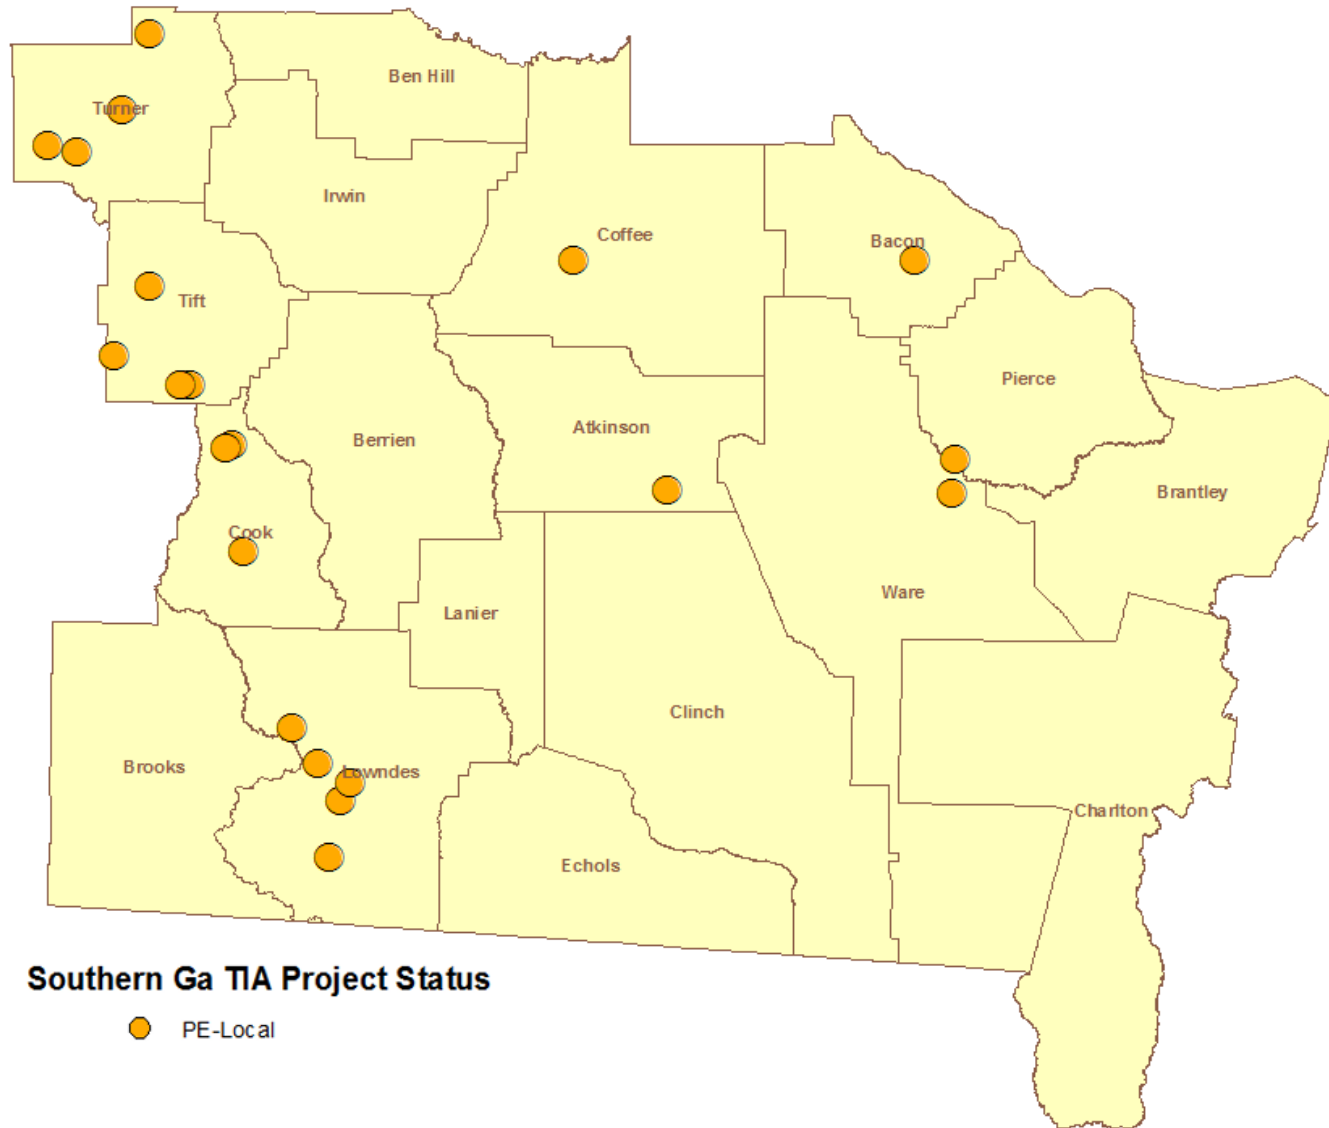 Ben Hill
Turner
Irwin
Coffee
Bacon
Tift
Pierce
Atkinson
Berrien
Brantley
Cook
Ware
Lanier
Clinch
Brooks
Lowndes
Charlton
Echols
Southern Ga TIA Project Status
PE-Local